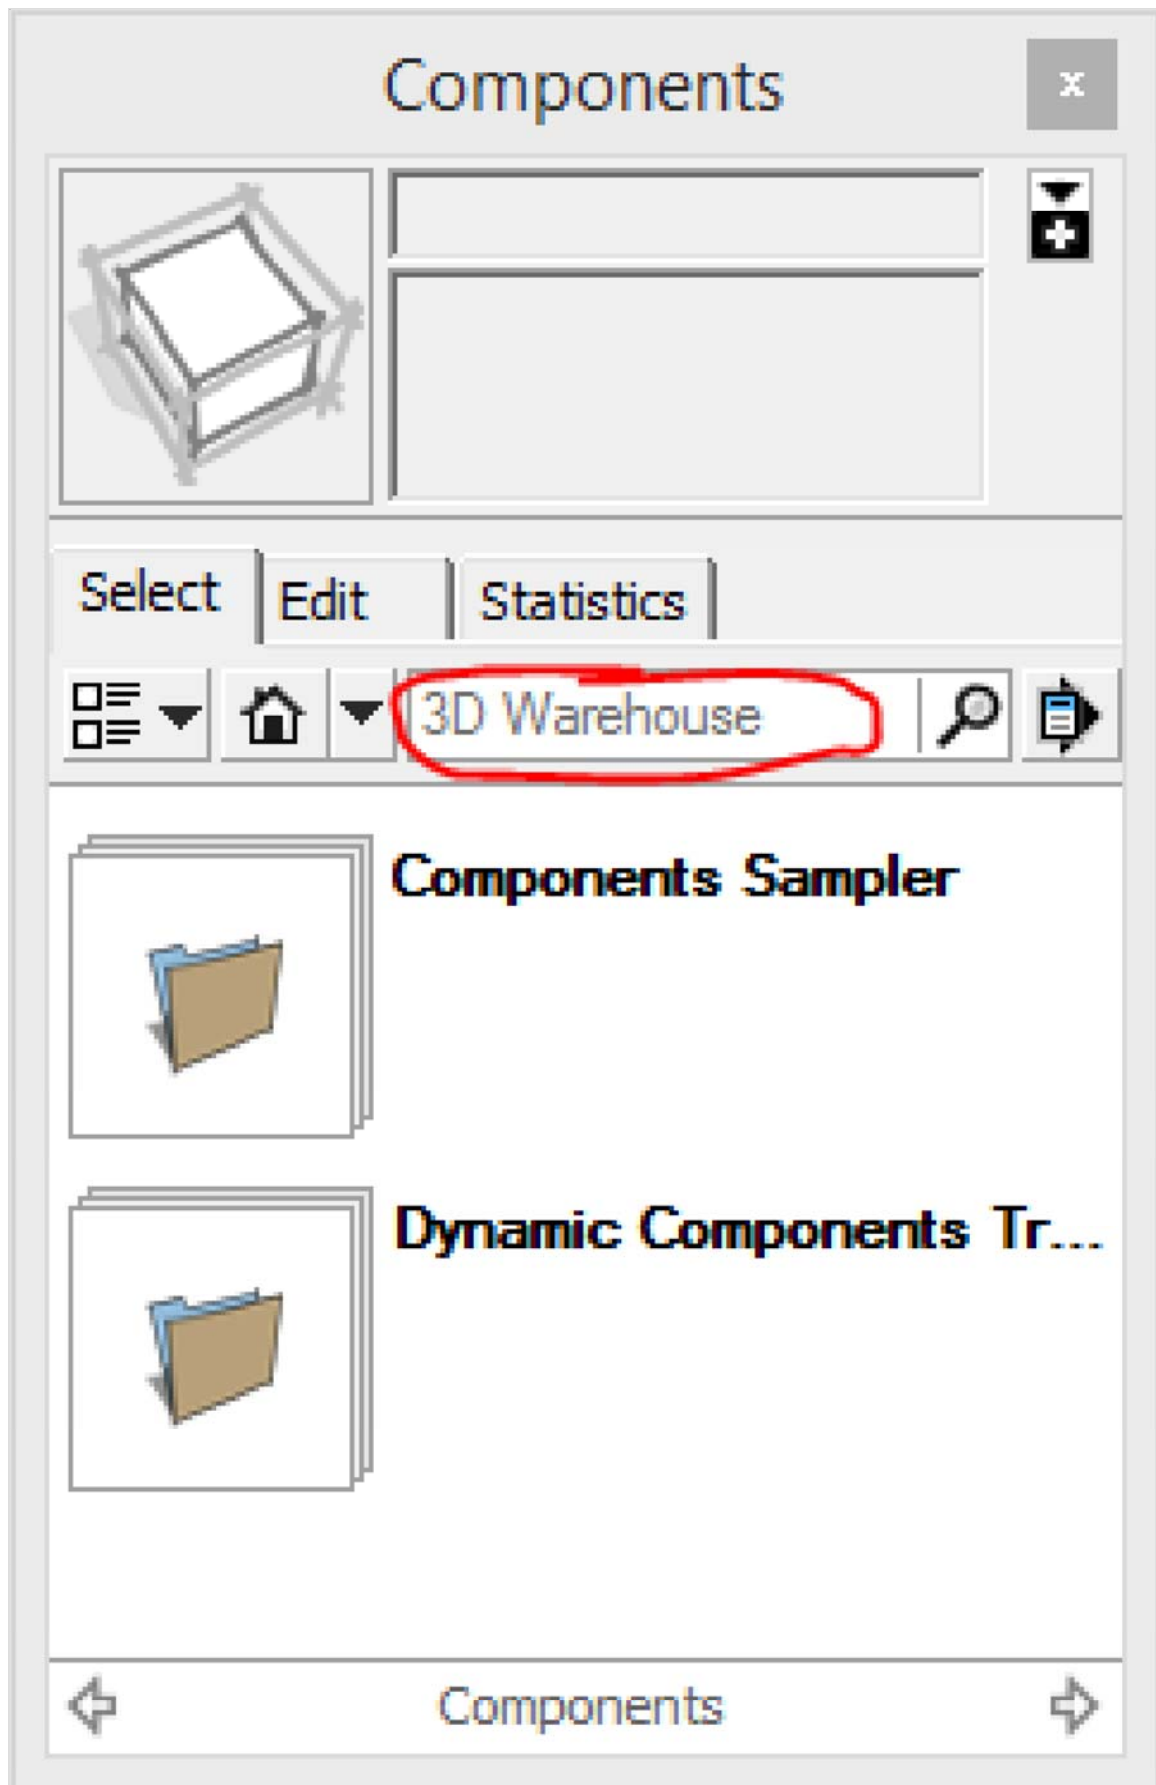 Components
x
Select Edit Statistics
3D Warehouse
Components Sampler
Dynamic Components Tr...
Components